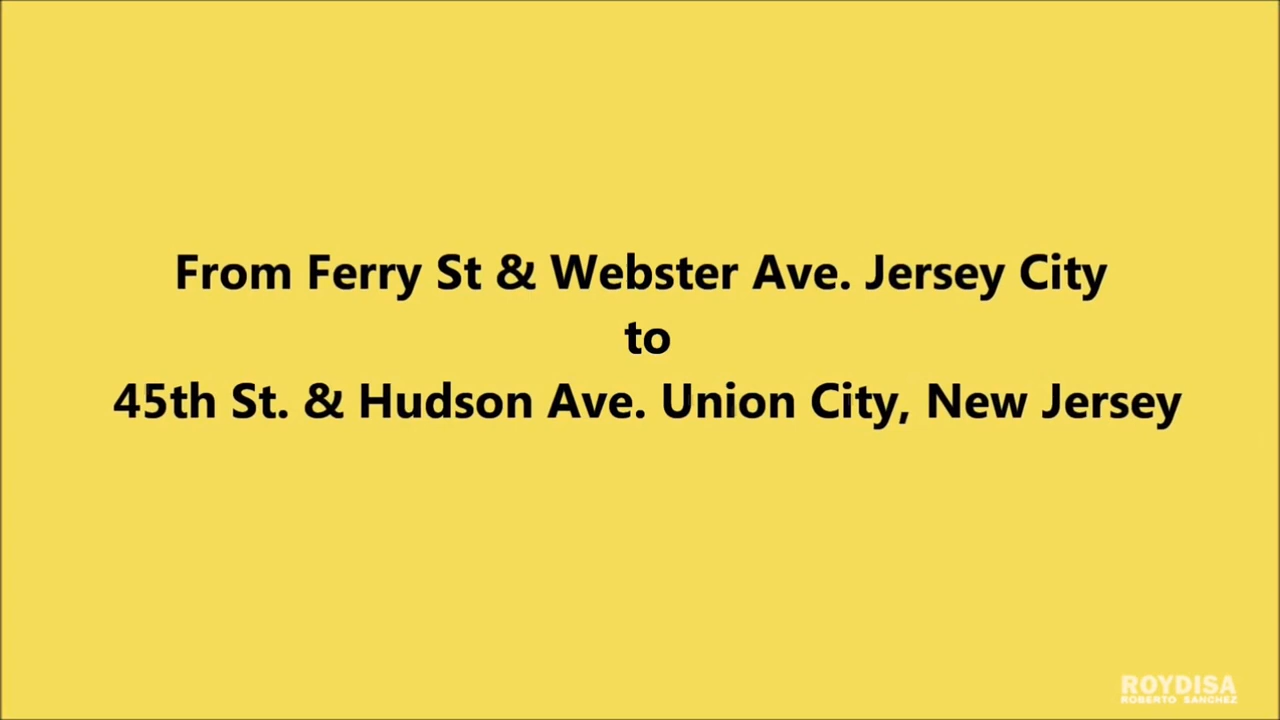 From Ferry St & Webster Ave. Jersey City
to
45th St. & Hudson Ave. Union City, New Jersey
ROYDISA
ROBERTO SANCHEZ